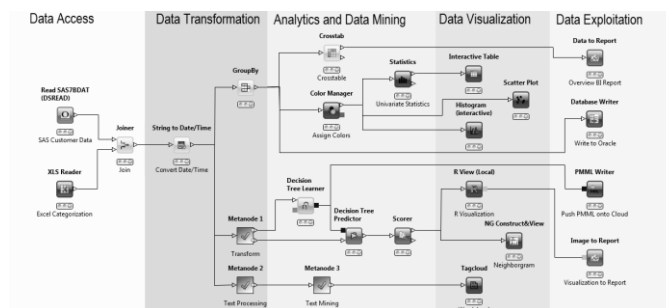 Data Access
Data Transformation
Analytics and Data Mining
Data Visualization
Data Exploitation
Read SAS7BDAT
(DSREAD)
SAS Customer Data
XLS Reader
Excel Categorization
Joiner
Join
String to Date/Time
Convert Date/Time
GroupBy
Metanode 1
Transform
Metanode 2
Text Processing
Crosstab
Crosstable
Color Manager
Assign Colors
Statistics
Univariate Statistics
Decision
Tree Learner
Decision Tree
Predictor
Scorer
Metanode 3
Text Mining
Interactive Table
Scatter Plot
Histogram
(interactive)
R View (Local)
R Visualization
NG Construct&View
Neighborgram
Tagcloud
Data to Report
Overview BI Report
Database Writer
Write to Oracle
PMML Writer
Push PMML onto Cloud
Image to Report
Visualization to Report